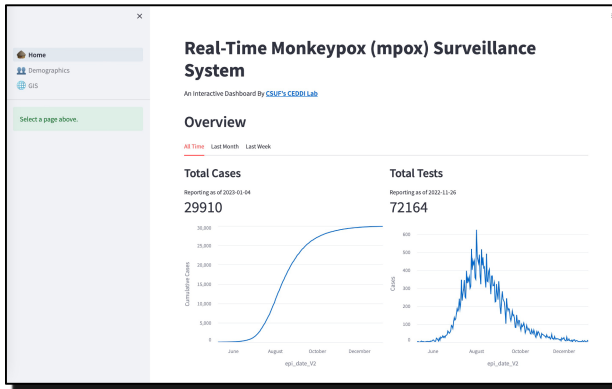 ×
Home
Demographics
GIS
Select a page above.
Real-Time Monkeypox (mpox) Surveillance
System
An Interactive Dashboard By CSUF's CEDDI Lab
Overview
All Time Last Month Last Week
Total Cases
Reporting as of 2023-01-04
29910
30,000
25,000
20,000
15,000
10,000
5,000
0
Cumulative Cases
June August October December
epi_date_V2
Total Tests
Reporting as of 2022-11-26
72164
600
500
400
300
200
100
0
Cases
June August October December
epi_date_V2